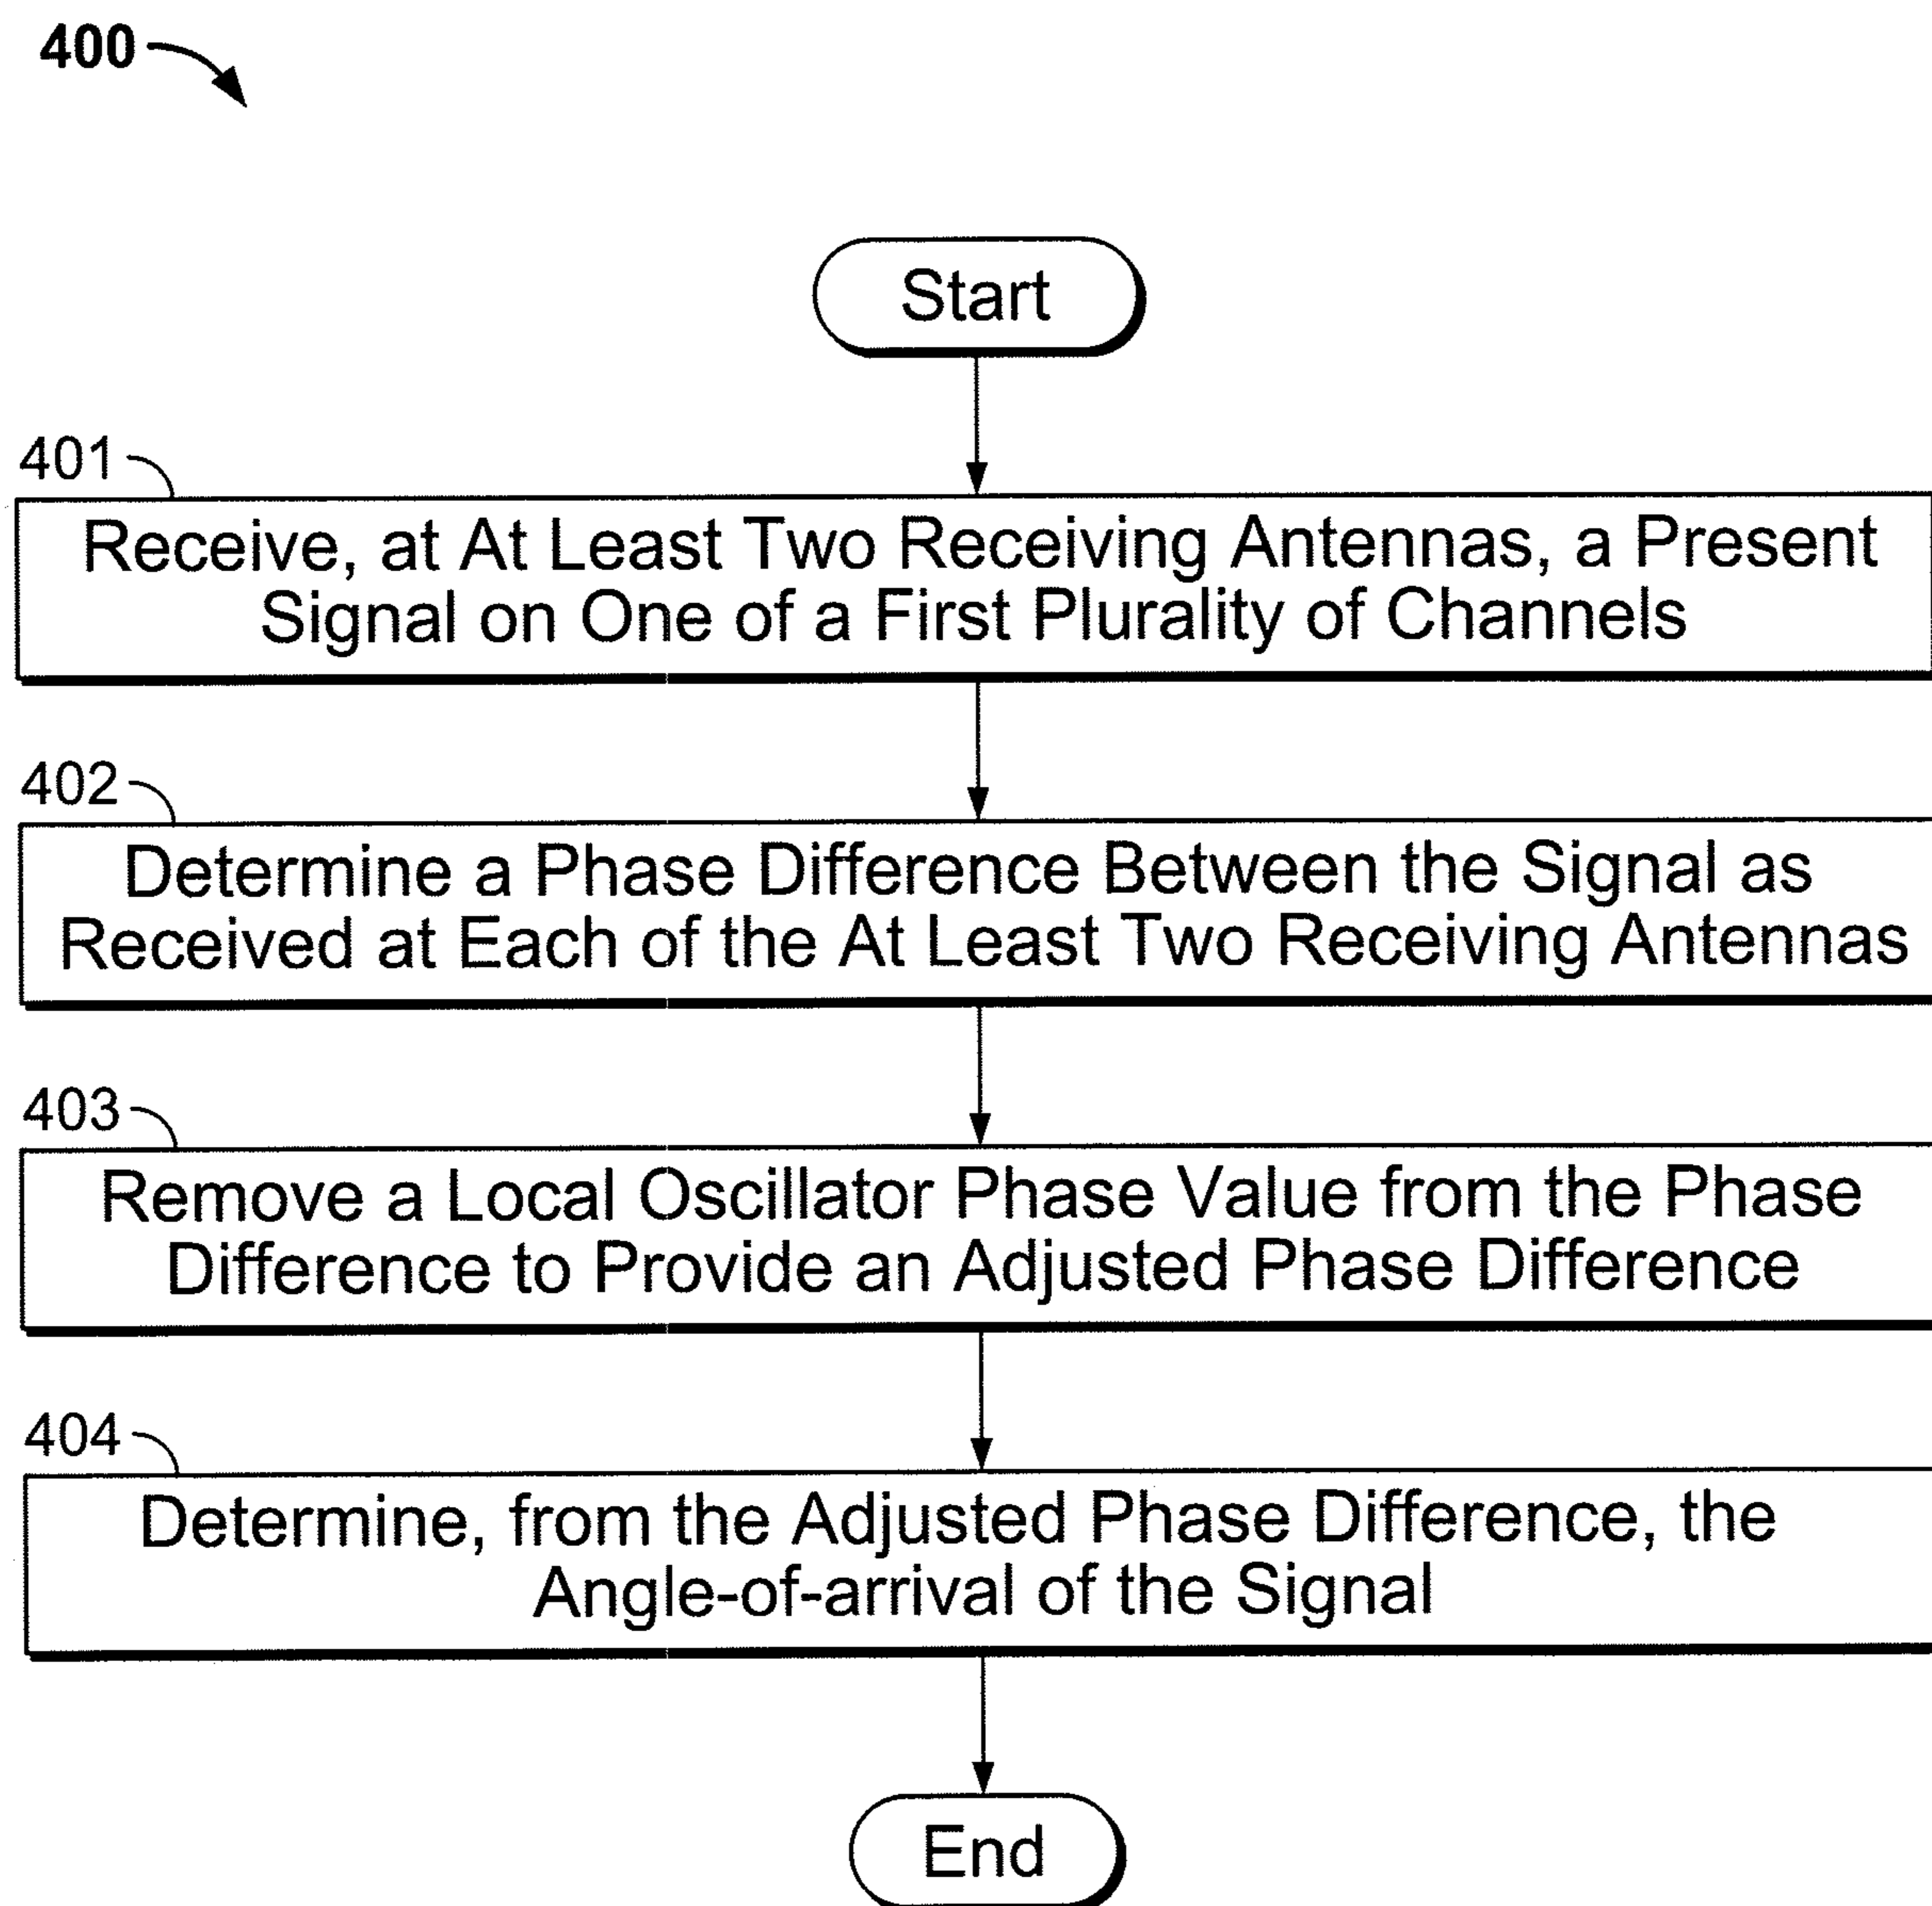 400
Start
401
Receive, at At Least Two Receiving Antennas, a Present
Signal on One of a First Plurality of Channels
402
Determine a Phase Difference Between the Signal as
Received at Each of the At Least Two Receiving Antennas
403
Remove a Local Oscillator Phase Value from the Phase
Difference to Provide an Adjusted Phase Difference
404
Determine, from the Adjusted Phase Difference, the
Angle-of-arrival of the Signal
End